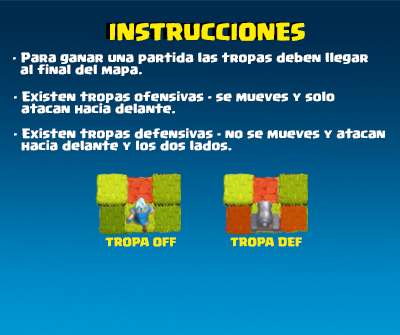 INSTRUCCIONES
· Para ganar una partida las tropas deben llegar
al final del mapa.
· Existen tropas ofensivas - se mueves y solo
atacan hacia delante.
· Existen tropas defensivas - no se mueves y atacan
hacia delante y los dos lados.
TROPA OFF
TROPA DEF